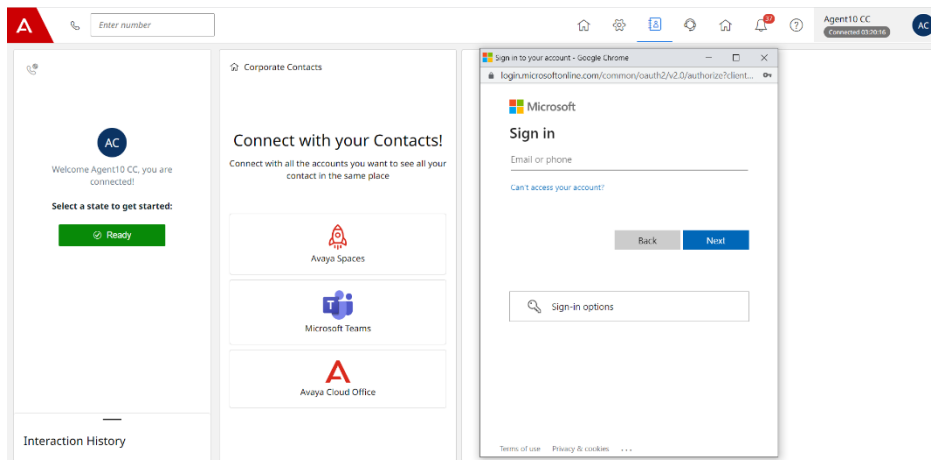 Enter number
37
Agent10 CC
Connected 03:20:16
AC
Corporate Contacts
AC
Welcome Agent10 CC, you are
connected!
Select a state to get started:
Ready
Interaction History
Connect with your Contacts!
Connect with all the accounts you want to see all your
contact in the same place
Avaya Spaces
Microsoft Teams
Avaya Cloud Office
Sign in to your account - Google Chrome
login.microsoftonline.com/common/oauth2/v2.0/authorize?client...
Microsoft
Sign in
Email or phone
Can't access your account?
Back
Next
Sign-in options
Terms of use Privacy & cookies ...